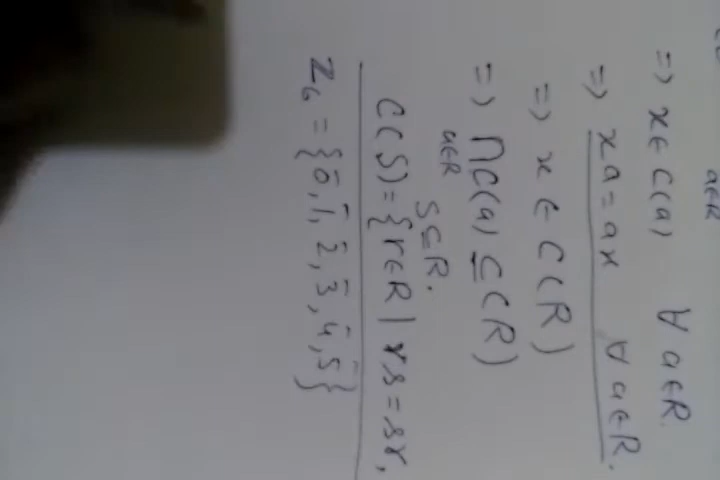 a∈R
⇒ x∈C(a) ∀ a∈R.
⇒ xa=ax ∀ a∈R.
⇒ x∈C(R)
⇒ ∩C(a)⊆C(R)
a∈R
S⊆R.
C(S)={r∈R | rs=sr,
Z₆ = {0̄, 1̄, 2̄, 3̄, 4̄, 5̄}